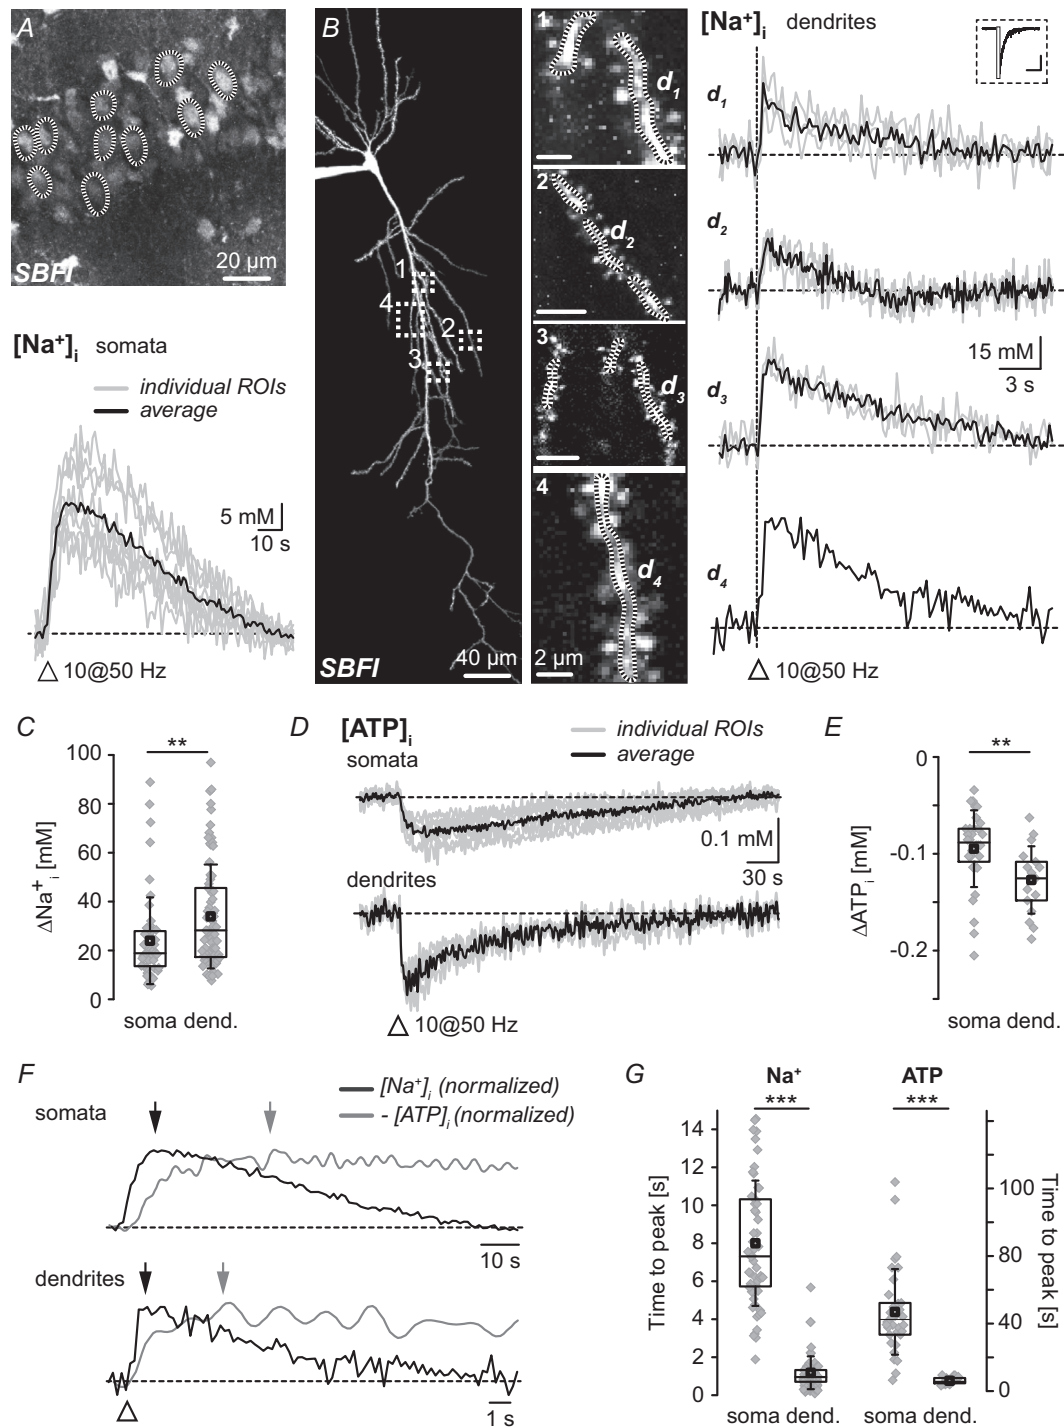 A
SBFI
20 µm
[Na⁺]ᵢ somata
individual ROIs
average
5 mM
10 s
10@50 Hz
B
1
4
2
3
SBFI
40 µm
1
d₁
2
d₂
3
d₃
4
d₄
2 µm
[Na⁺]ᵢ dendrites
d₁
d₂
15 mM
3 s
d₃
d₄
10@50 Hz
C
**
100
80
60
40
20
0
ΔNa⁺ᵢ [mM]
soma dend.
D
[ATP]ᵢ
individual ROIs
average
somata
0.1 mM
30 s
dendrites
10@50 Hz
E
**
0
-0.1
-0.2
ΔATPᵢ [mM]
soma dend.
F
[Na⁺]ᵢ (normalized)
- [ATP]ᵢ (normalized)
somata
10 s
dendrites
1 s
G
Na⁺ ATP
*** ***
14
12
10
8
6
4
2
0
Time to peak [s]
100
80
40
0
Time to peak [s]
soma dend. soma dend.